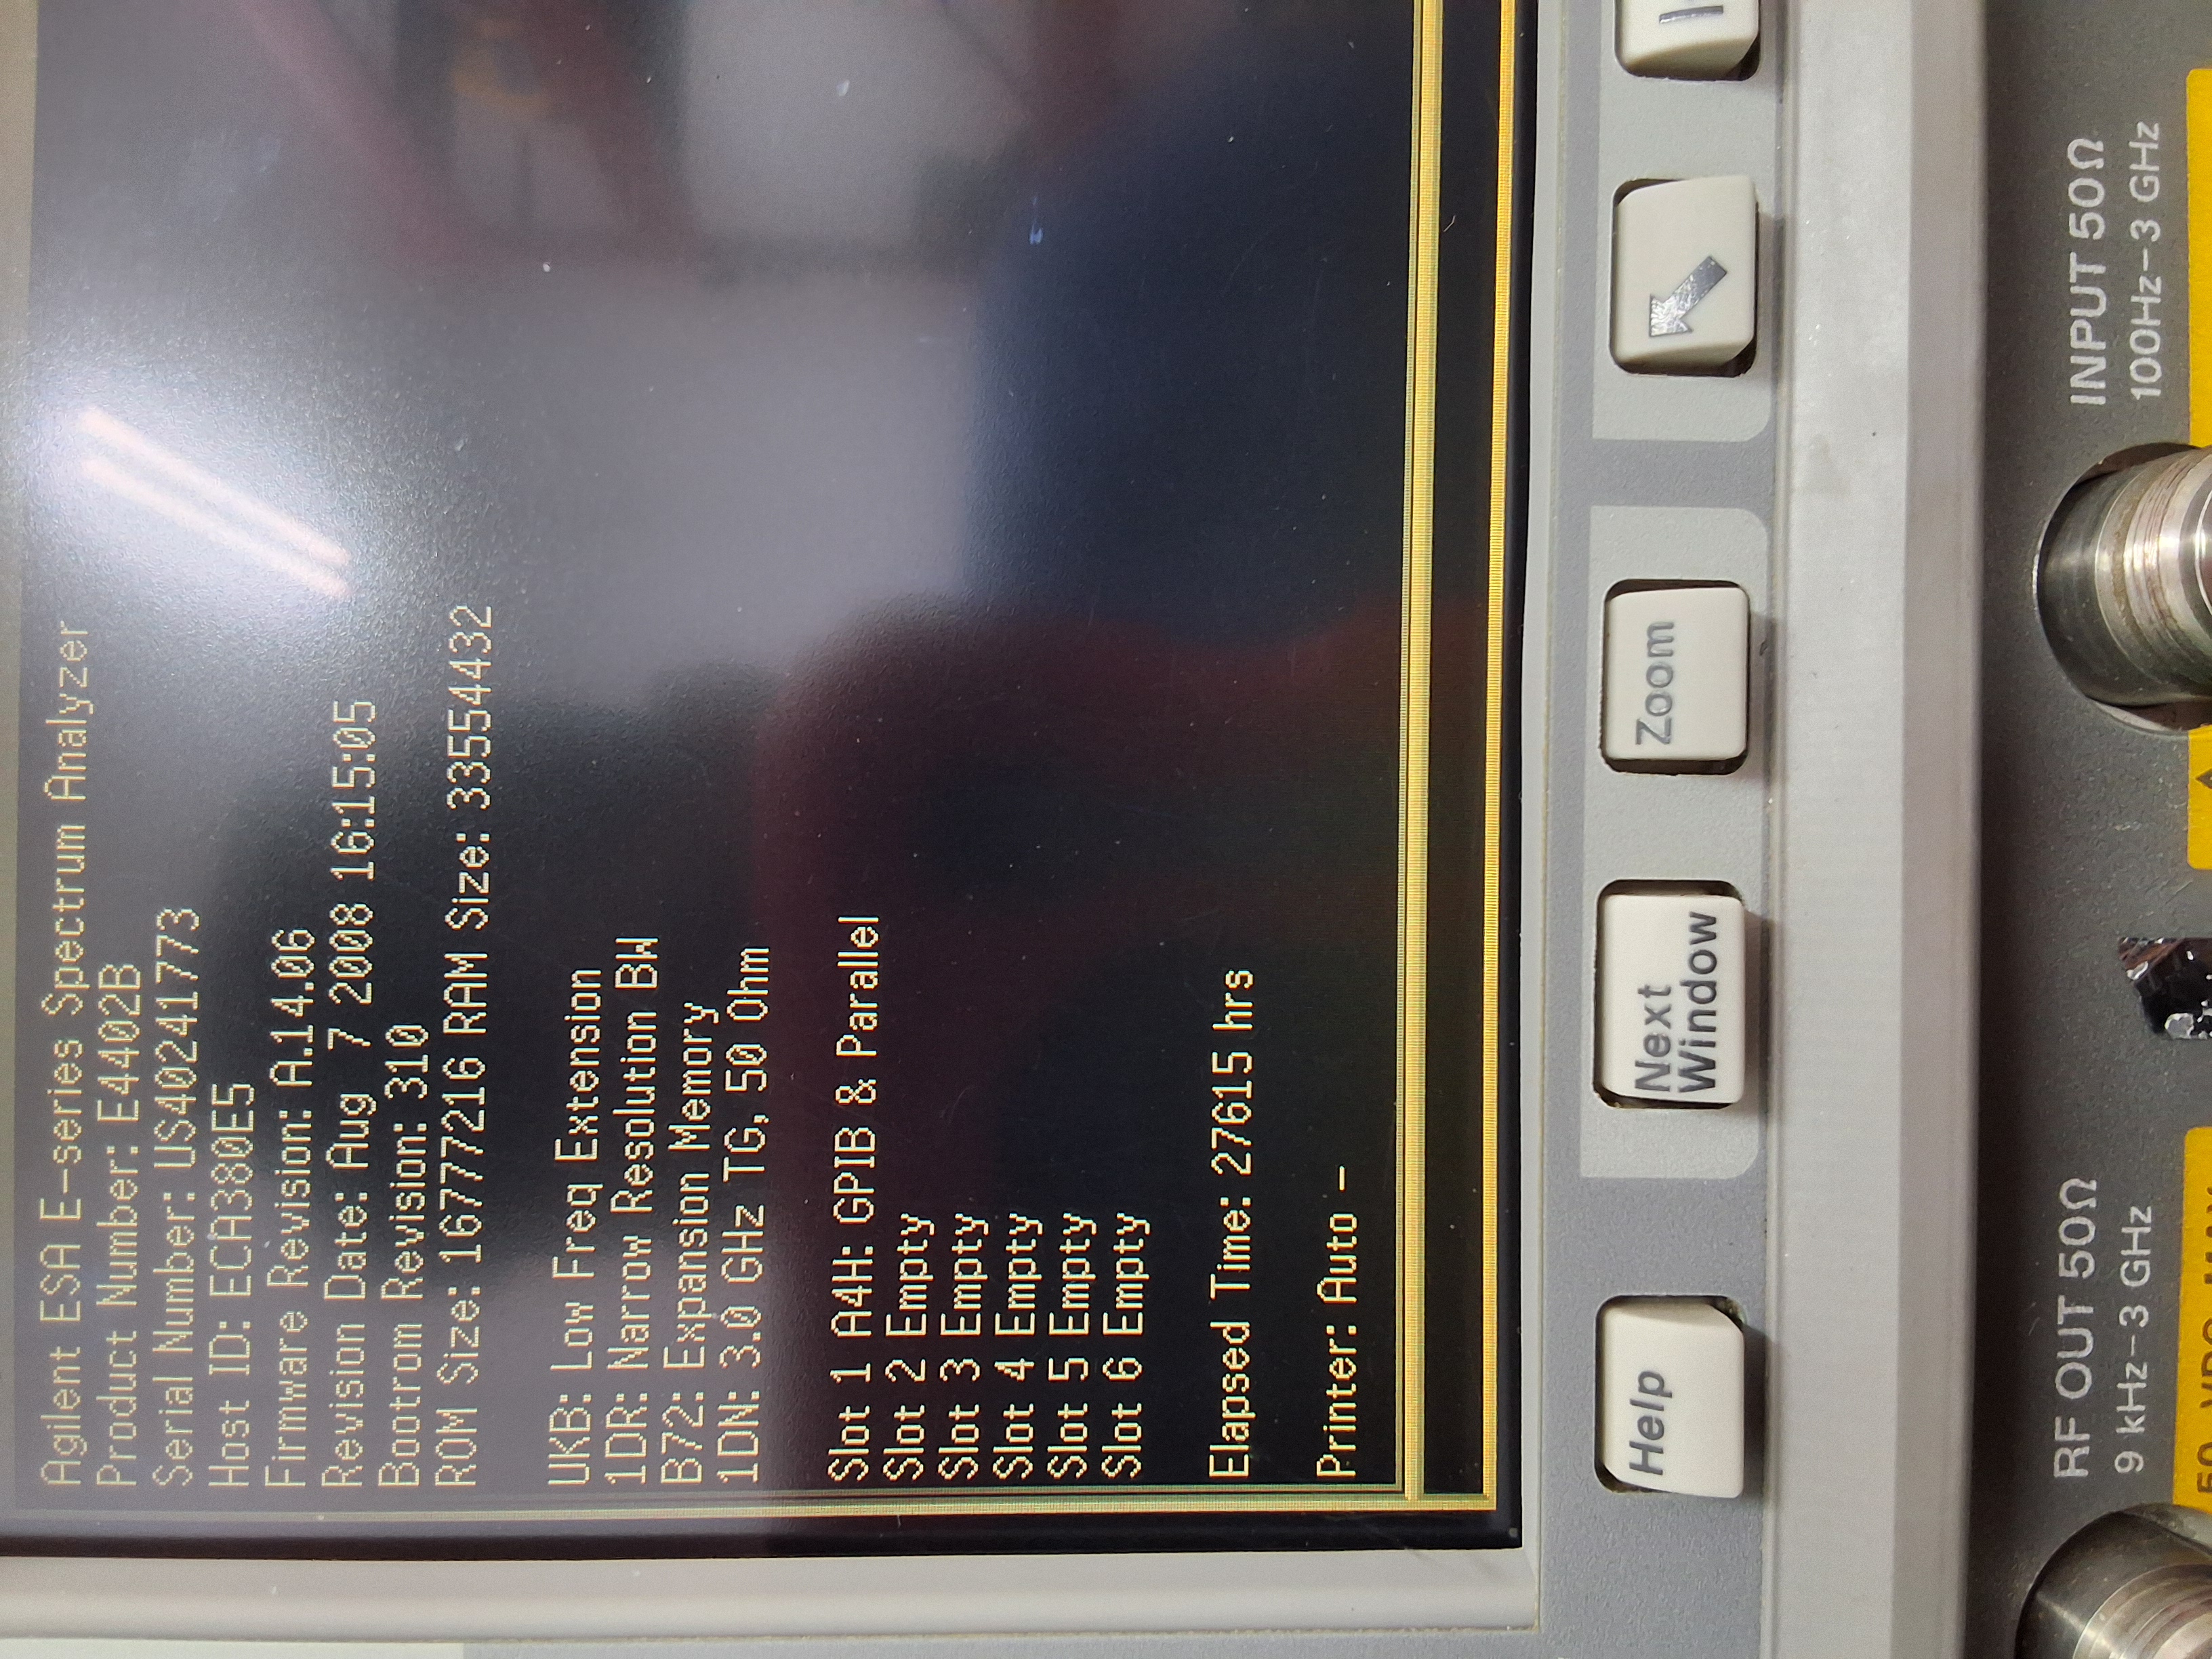 Agilent ESA E-series Spectrum Analyzer
Product Number: E4402B
Serial Number: US40241773
Host ID: ECA380E5
Firmware Revision: A.14.06
Revision Date: Aug 7 2008 16:15:05
Bootrom Revision: 310
ROM Size: 16777216 RAM Size: 33554432
UKB: Low Freq Extension
1DR: Narrow Resolution BW
B72: Expansion Memory
1DN: 3.0 GHz TG, 50 Ohm
Slot 1 A4H: GPIB & Parallel
Slot 2 Empty
Slot 3 Empty
Slot 4 Empty
Slot 5 Empty
Slot 6 Empty
Elapsed Time: 27615 hrs
Printer: Auto -
Help
Next
Window
Zoom
RF OUT 50Ω
9 kHz-3 GHz
INPUT 50Ω
100Hz-3 GHz